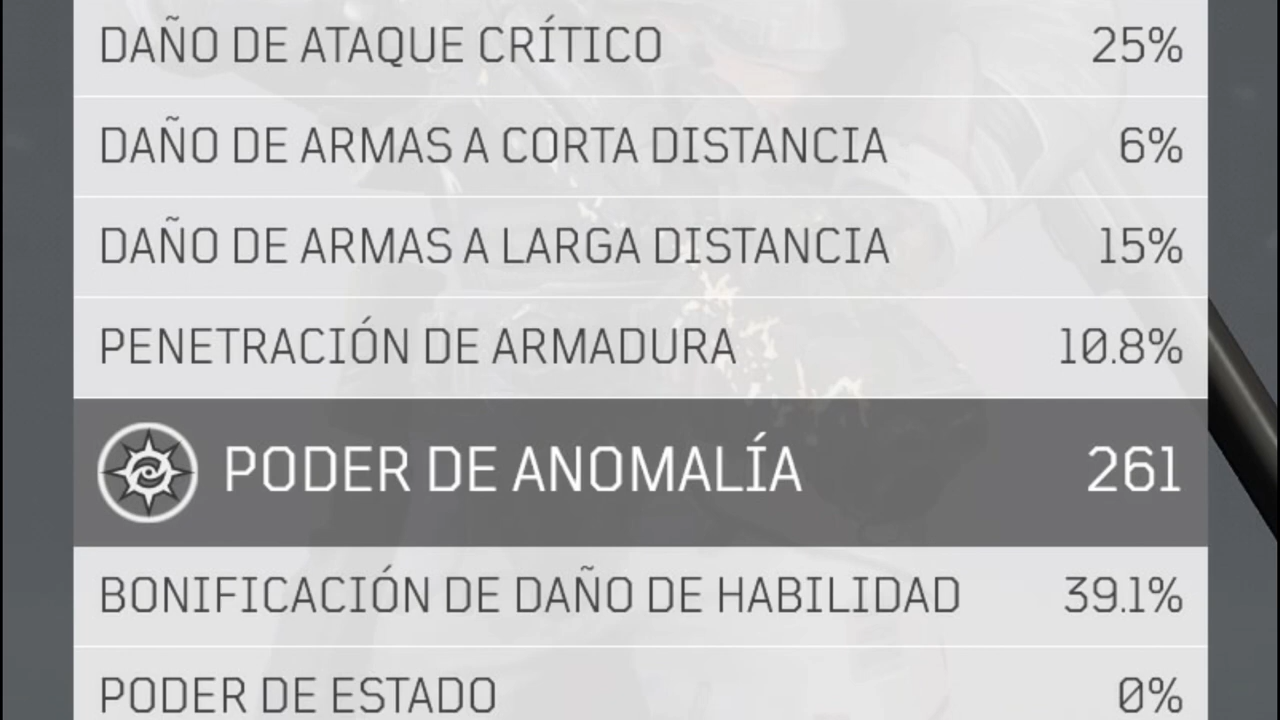 DAÑO DE ATAQUE CRÍTICO 25%
DAÑO DE ARMAS A CORTA DISTANCIA 6%
DAÑO DE ARMAS A LARGA DISTANCIA 15%
PENETRACIÓN DE ARMADURA 10.8%
PODER DE ANOMALÍA 261
BONIFICACIÓN DE DAÑO DE HABILIDAD 39.1%
PODER DE ESTADO 0%